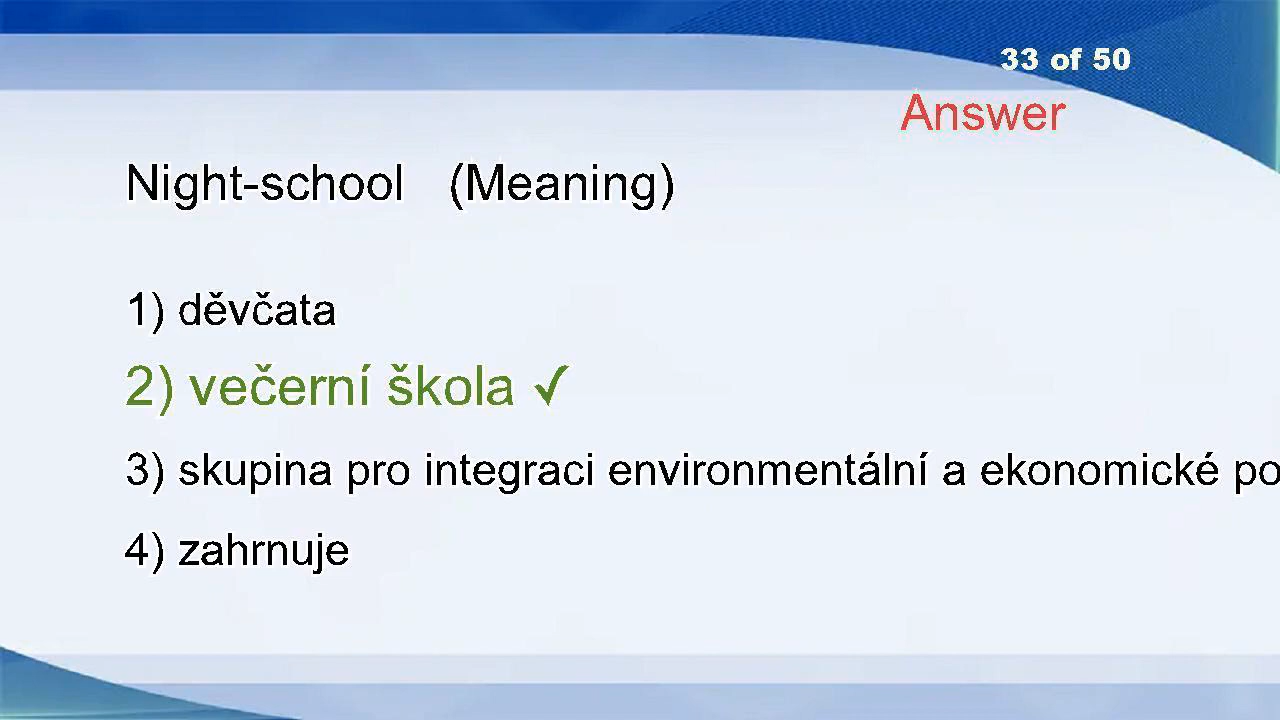 33 of 50
Answer
Night-school (Meaning)
1) děvčata
2) večerní škola ✓
3) skupina pro integraci environmentální a ekonomické po
4) zahrnuje